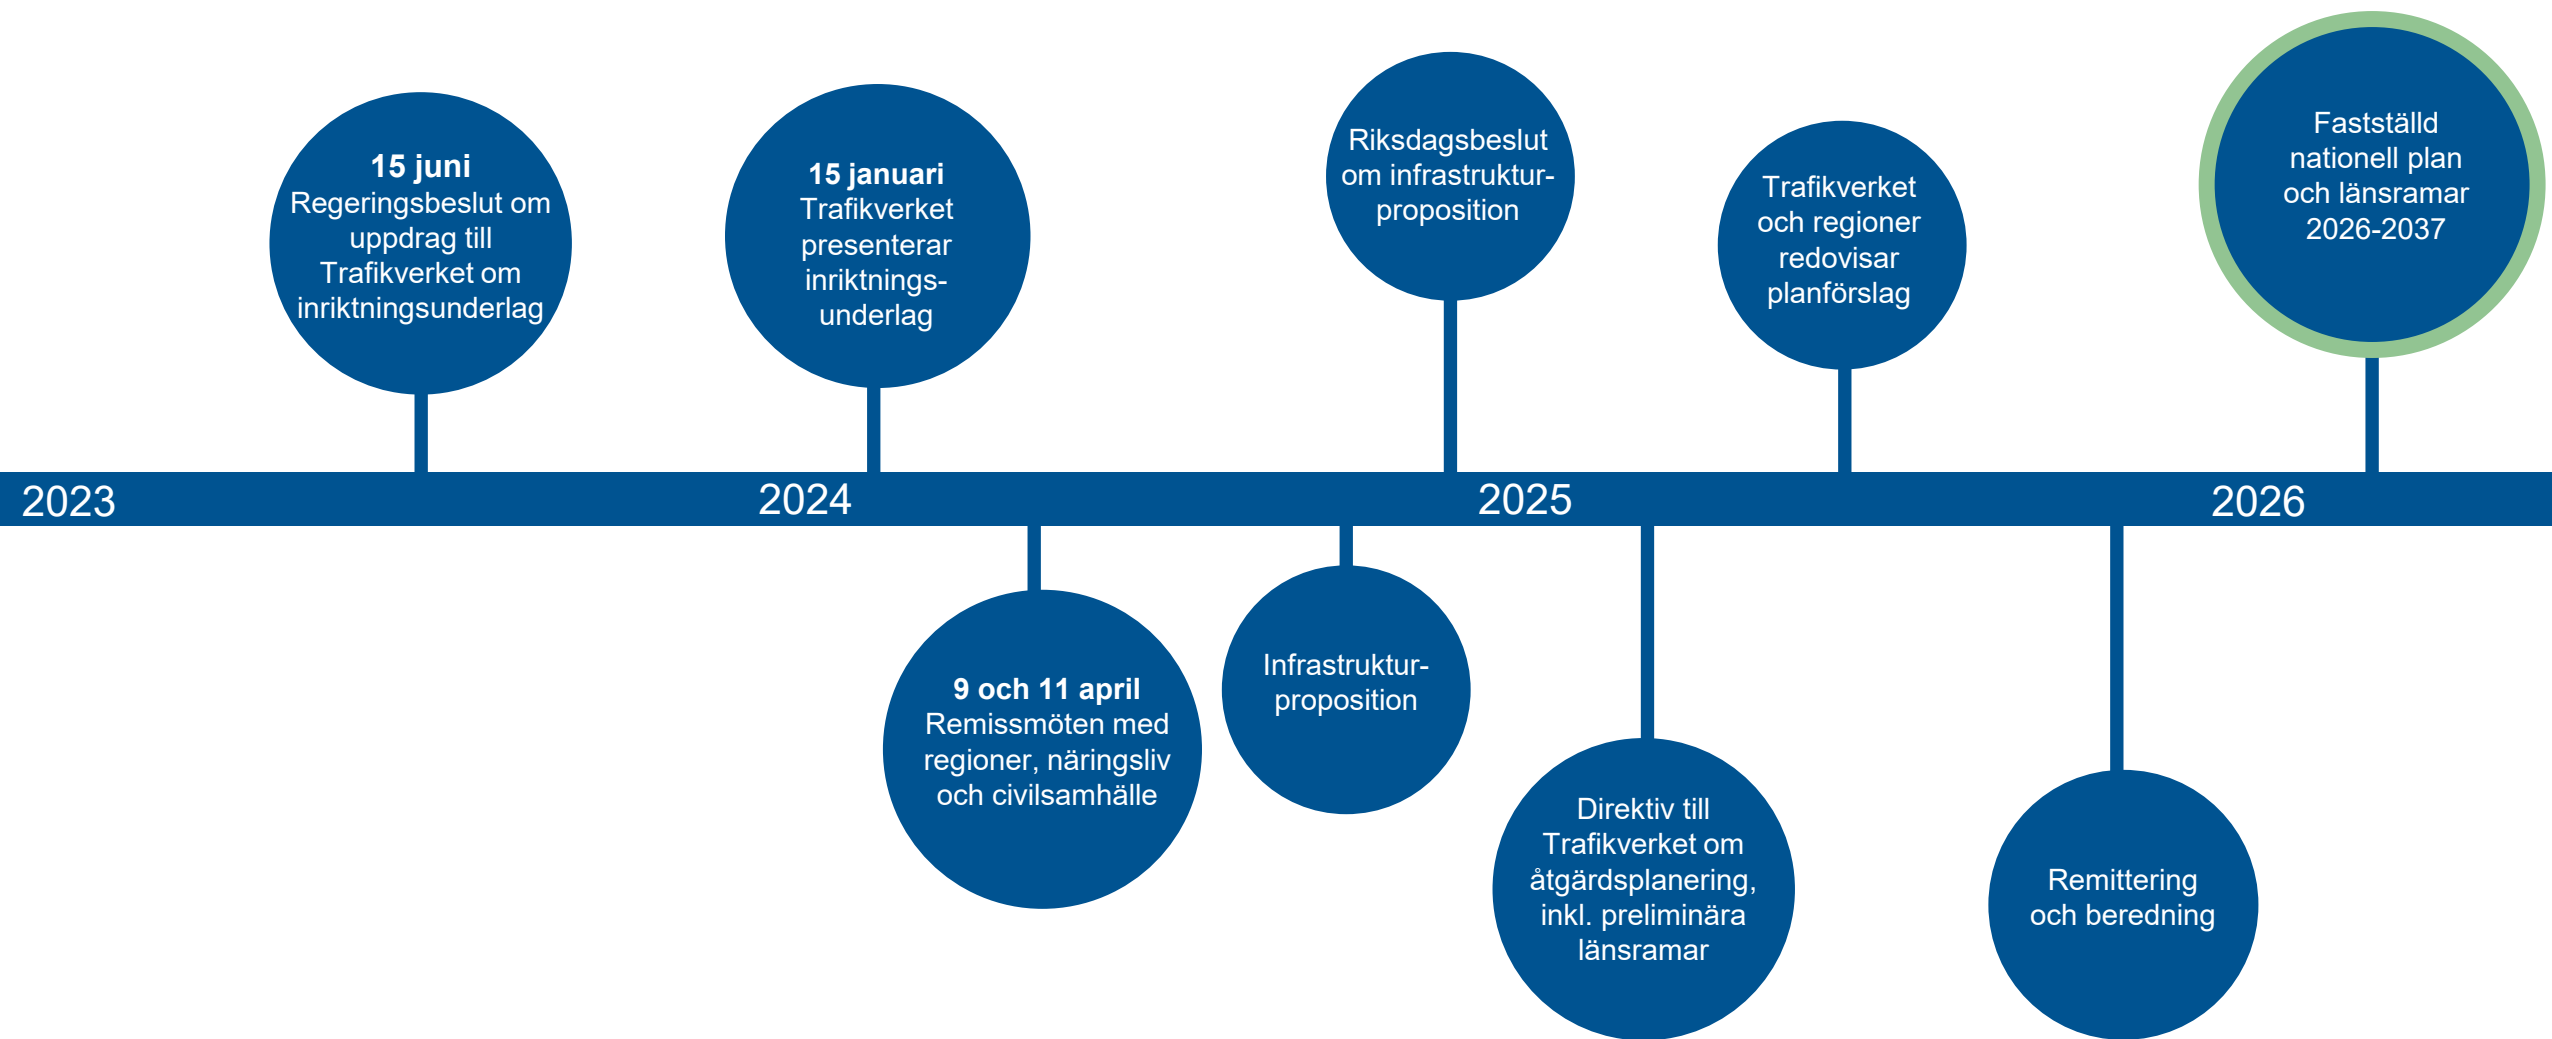 15 juni
Regeringsbeslut om
uppdrag till
Trafikverket om
inriktningsunderlag
15 januari
Trafikverket
presenterar
inriktnings-
underlag
Riksdagsbeslut
om infrastruktur-
proposition
Trafikverket
och regioner
redovisar
planförslag
Fastställd
nationell plan
och länsramar
2026-2037
2023
2024
2025
2026
9 och 11 april
Remissmöten med
regioner, näringsliv
och civilsamhälle
Infrastruktur-
proposition
Direktiv till
Trafikverket om
åtgärdsplanering,
inkl. preliminära
länsramar
Remittering
och beredning